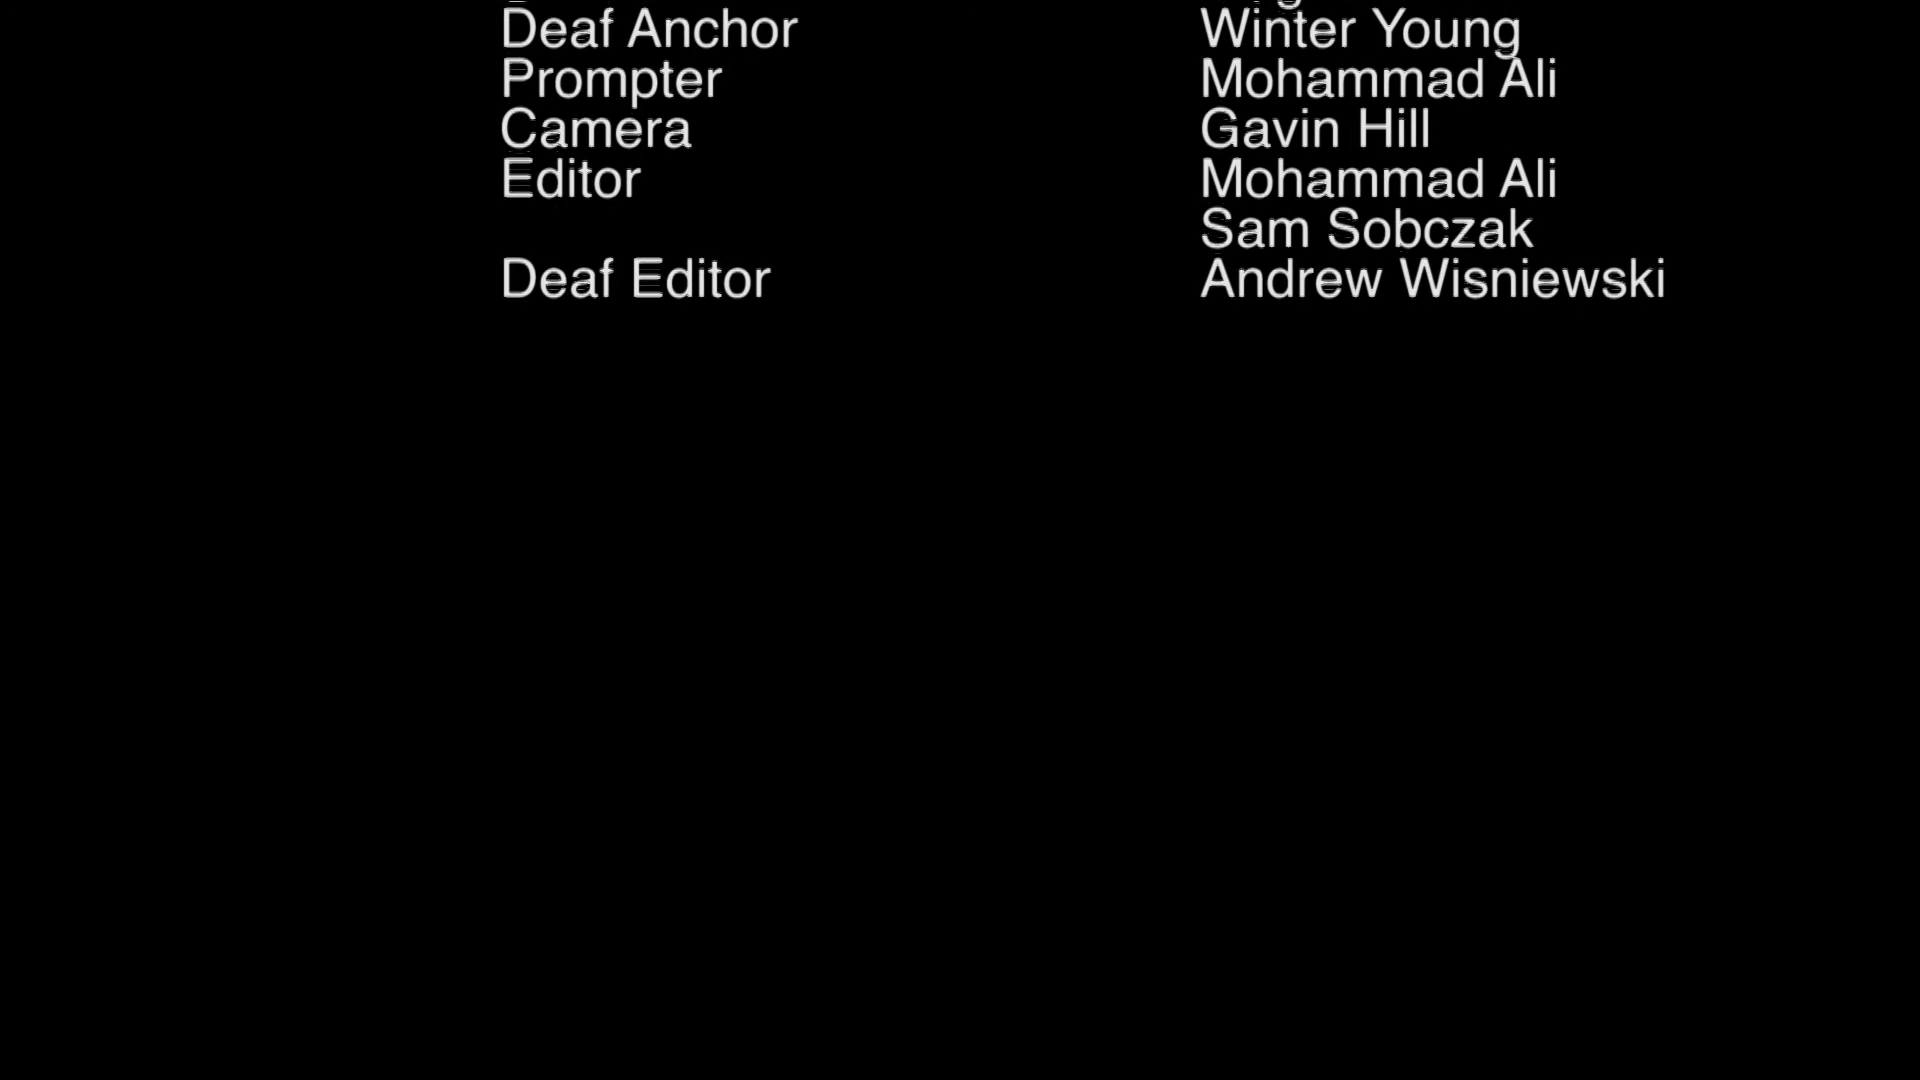 Deaf Anchor Winter Young
Prompter Mohammad Ali
Camera Gavin Hill
Editor Mohammad Ali
Sam Sobczak
Deaf Editor Andrew Wisniewski